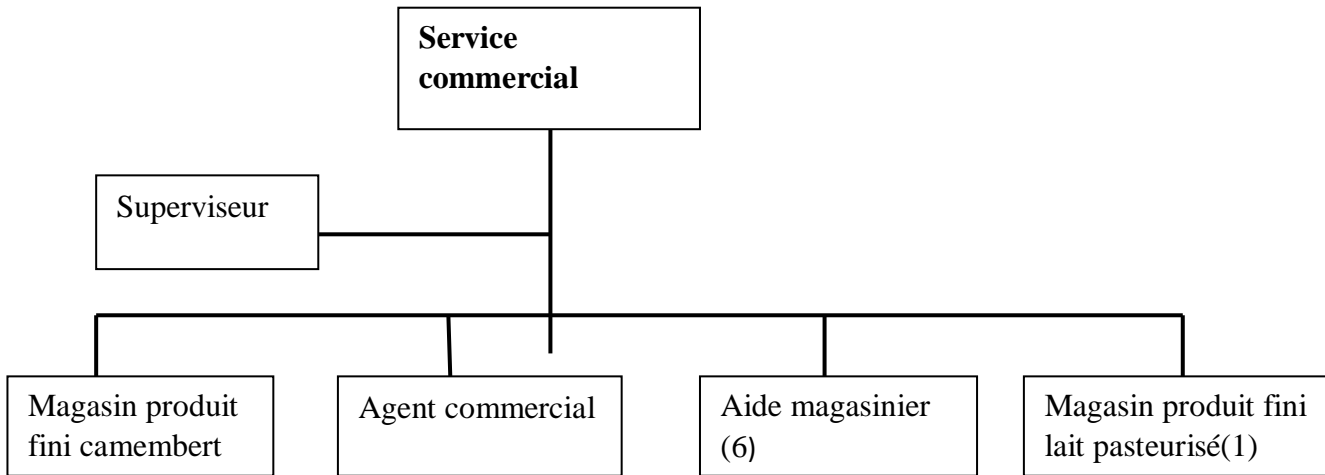 Service
commercial
Superviseur
Magasin produit
fini camembert
Agent commercial
Aide magasinier
(6)
Magasin produit fini
lait pasteurisé(1)